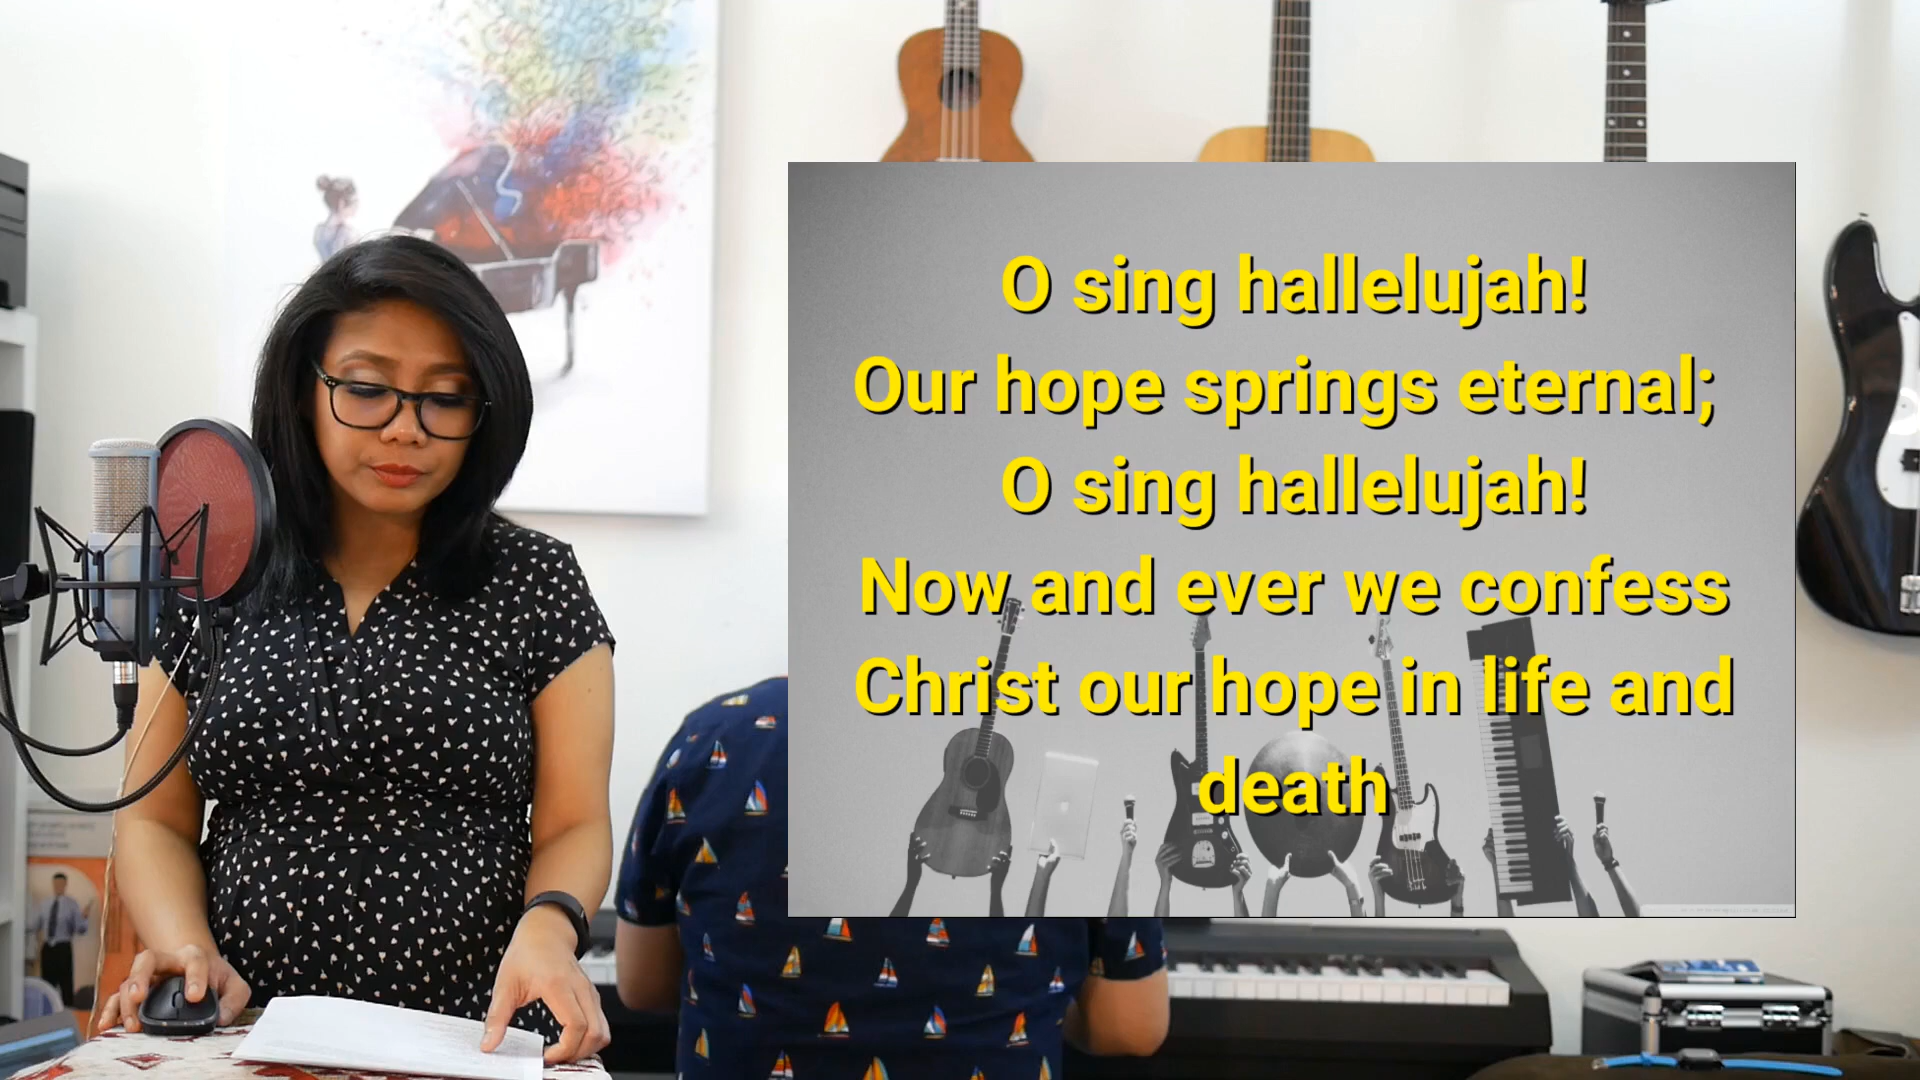 O sing hallelujah!
Our hope springs eternal;
O sing hallelujah!
Now and ever we confess
Christ our hope in life and
death